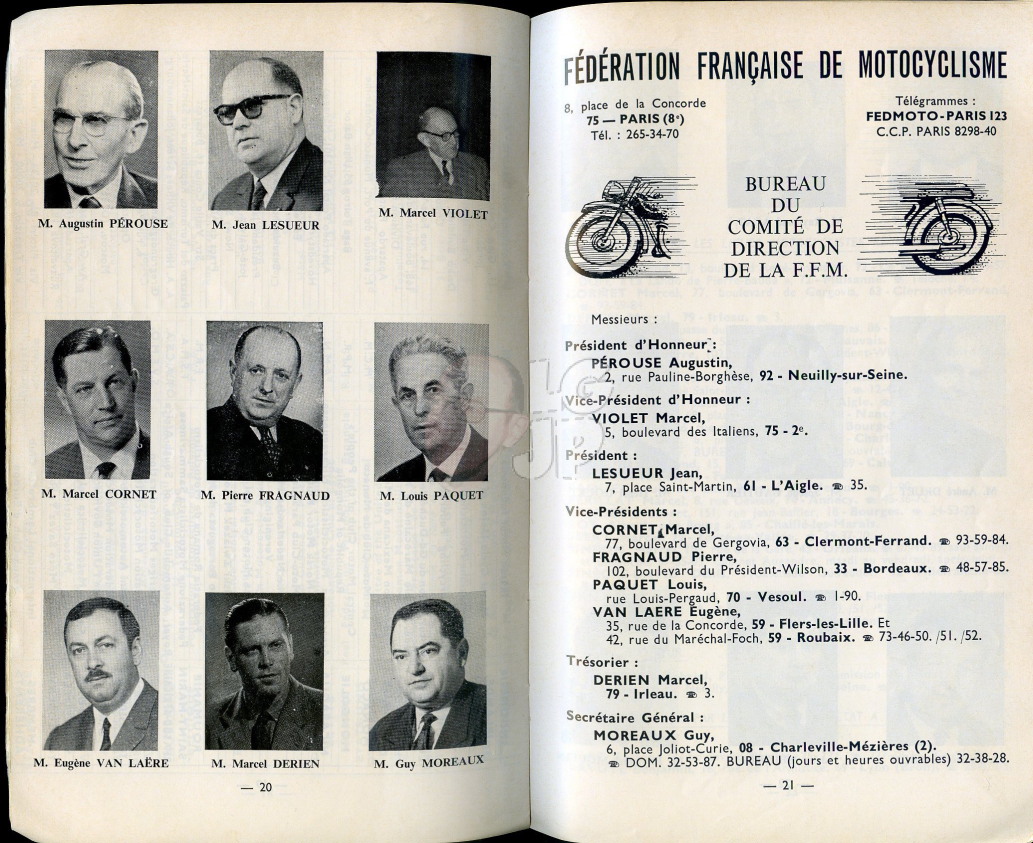 M. Augustin PÉROUSE
M. Jean LESUEUR
M. Marcel VIOLET
M. Marcel CORNET
M. Pierre FRAGNAUD
M. Louis PAQUET
M. Eugène VAN LAËRE
M. Marcel DERIEN
M. Guy MOREAUX
— 20
FÉDÉRATION FRANÇAISE DE MOTOCYCLISME
8, place de la Concorde
75 — PARIS (8e)
Tél. : 265-34-70
Télégrammes :
FEDMOTO-PARIS 123
C.C.P. PARIS 8298-40
BUREAU
DU
COMITÉ DE
DIRECTION
DE LA F.F.M.
Messieurs :
Président d'Honneur :
PÉROUSE Augustin,
2, rue Pauline-Borghèse, 92 - Neuilly-sur-Seine.
Vice-Président d'Honneur :
VIOLET Marcel,
5, boulevard des Italiens, 75 - 2e.
Président :
LESUEUR Jean,
7, place Saint-Martin, 61 - L'Aigle. ☎ 35.
Vice-Présidents :
CORNET Marcel,
77, boulevard de Gergovia, 63 - Clermont-Ferrand. ☎ 93-59-84.
FRAGNAUD Pierre,
102, boulevard du Président-Wilson, 33 - Bordeaux. ☎ 48-57-85.
PAQUET Louis,
rue Louis-Pergaud, 70 - Vesoul. ☎ 1-90.
VAN LAERE Eugène,
35, rue de la Concorde, 59 - Flers-les-Lille. Et
42, rue du Maréchal-Foch, 59 - Roubaix. ☎ 73-46-50. /51. /52.
Trésorier :
DERIEN Marcel,
79 - Irleau. ☎ 3.
Secrétaire Général :
MOREAUX Guy,
6, place Joliot-Curie, 08 - Charleville-Mézières (2).
☎ DOM. 32-53-87. BUREAU (jours et heures ouvrables) 32-38-28.
— 21 —